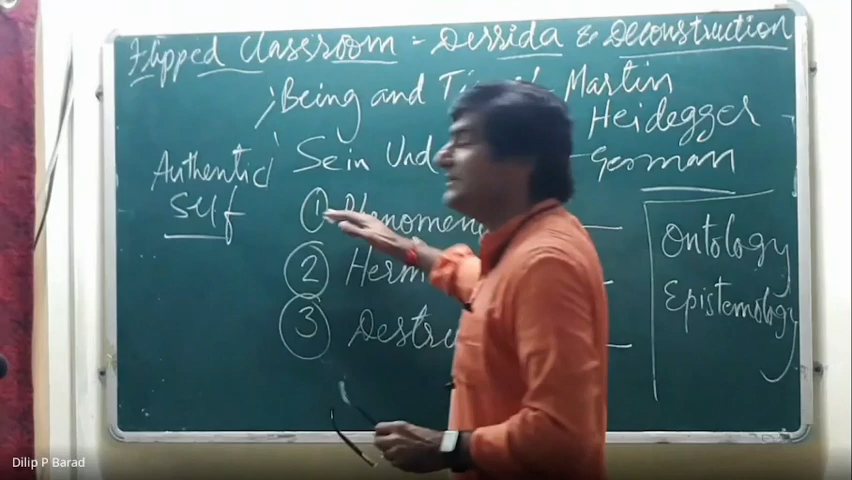 Flipped Classroom - Derrida & Deconstruction
Being and Martin
Heidegger
Sein Und German
Authentic
Self
1 Phenomen
2 Herm
3 Destru
Ontology
Epistemology
Dilip P Barad